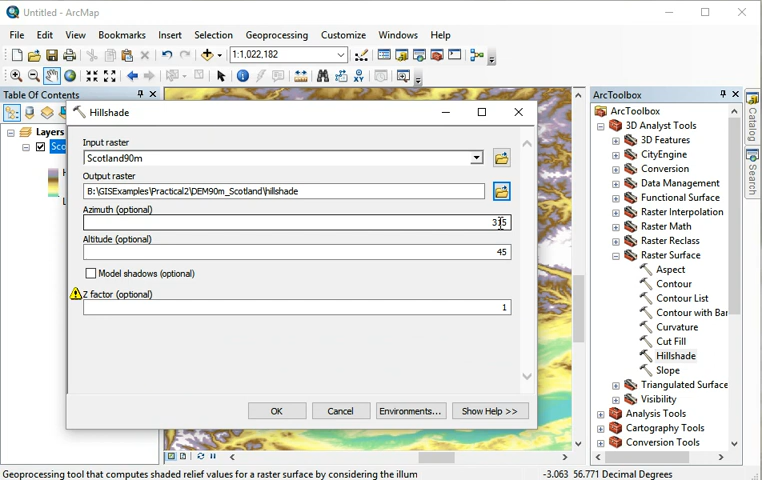 Untitled - ArcMap
File Edit View Bookmarks Insert Selection Geoprocessing Customize Windows Help
1:1,022,182
Table Of Contents
Layers
Hillshade
Input raster
Scotland90m
Output raster
B:\GISExamples\Practical2\DEM90m_Scotland\hillshade
Azimuth (optional)
315
Altitude (optional)
45
Model shadows (optional)
Z factor (optional)
1
OK Cancel Environments... Show Help >>
ArcToolbox
ArcToolbox
3D Analyst Tools
3D Features
CityEngine
Conversion
Data Management
Functional Surface
Raster Interpolation
Raster Math
Raster Reclass
Raster Surface
Aspect
Contour
Contour List
Contour with Bar
Curvature
Cut Fill
Hillshade
Slope
Triangulated Surface
Visibility
Analysis Tools
Cartography Tools
Conversion Tools
Catalog
Search
Geoprocessing tool that computes shaded relief values for a raster surface by considering the illum
-3.063 56.771 Decimal Degrees